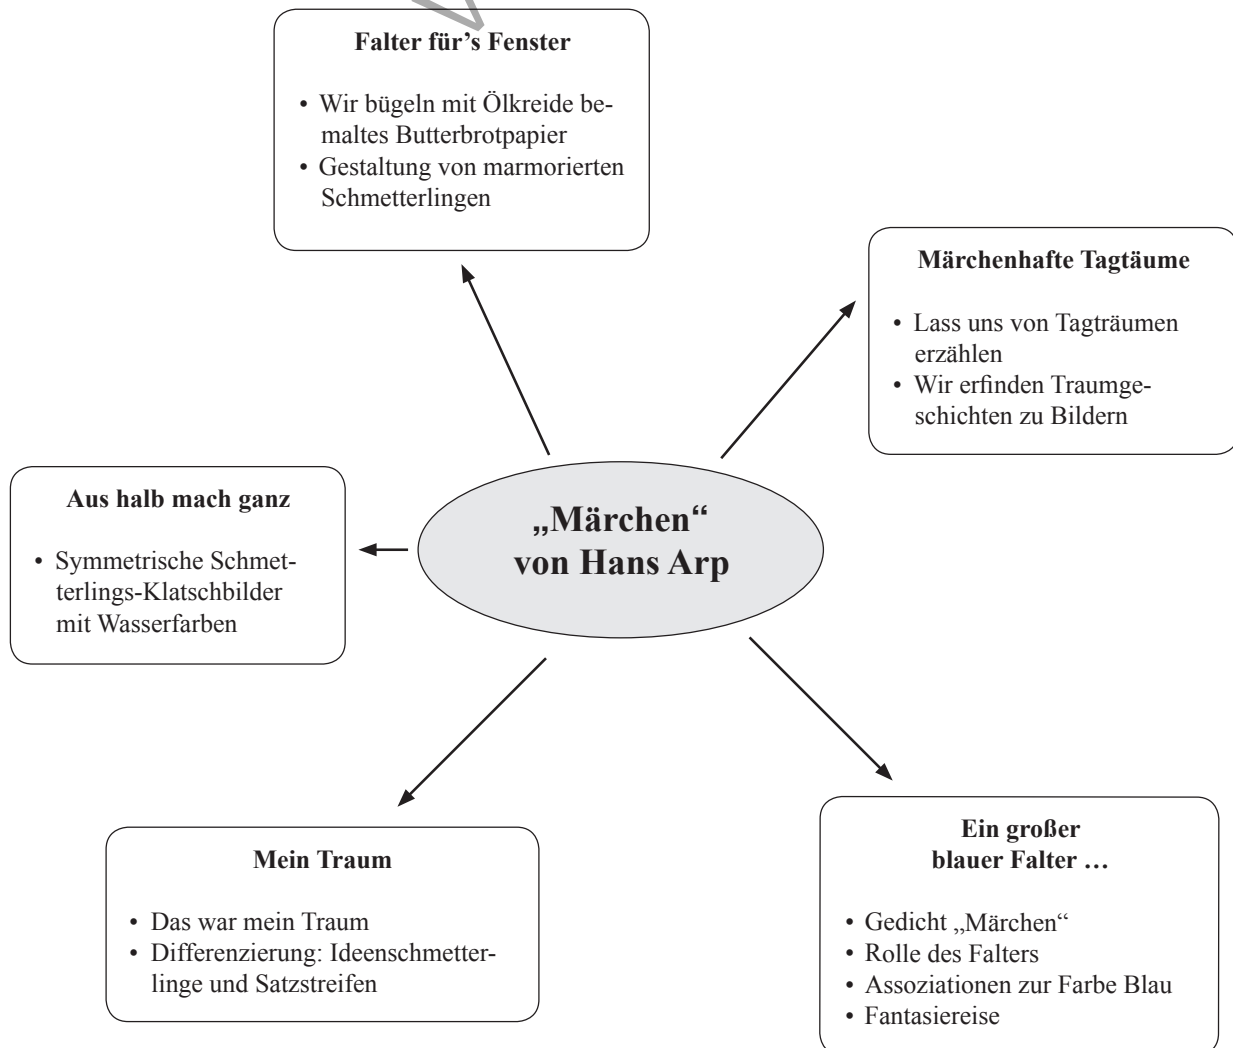 Falter für’s Fenster
• Wir bügeln mit Ölkreide be-
maltes Butterbrotpapier
• Gestaltung von marmorierten
Schmetterlingen
Märchenhafte Tagtäume
• Lass uns von Tagträumen
erzählen
• Wir erfinden Traumge-
schichten zu Bildern
Aus halb mach ganz
• Symmetrische Schmet-
terlings-Klatschbilder
mit Wasserfarben
„Märchen“
von Hans Arp
Mein Traum
• Das war mein Traum
• Differenzierung: Ideenschmetter-
linge und Satzstreifen
Ein großer
blauer Falter …
• Gedicht „Märchen“
• Rolle des Falters
• Assoziationen zur Farbe Blau
• Fantasiereise